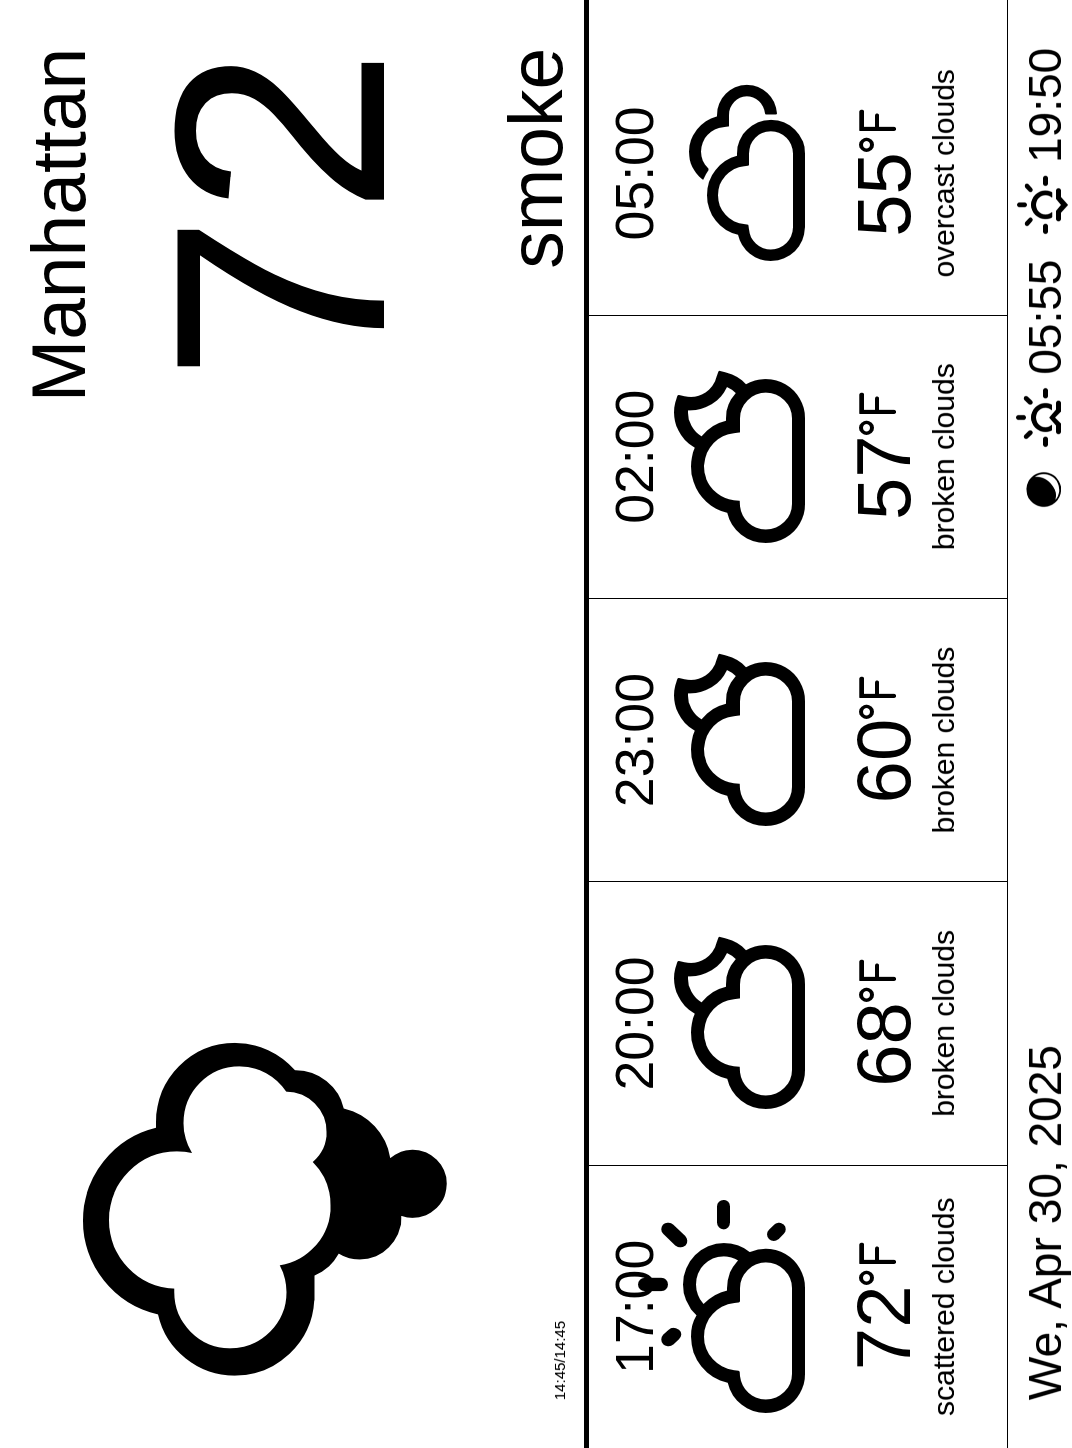 Manhattan
72
smoke
14:45/14:45
17:00
72°F
scattered clouds
20:00
68°F
broken clouds
23:00
60°F
broken clouds
02:00
57°F
broken clouds
05:00
55°F
overcast clouds
We, Apr 30, 2025
05:55
19:50